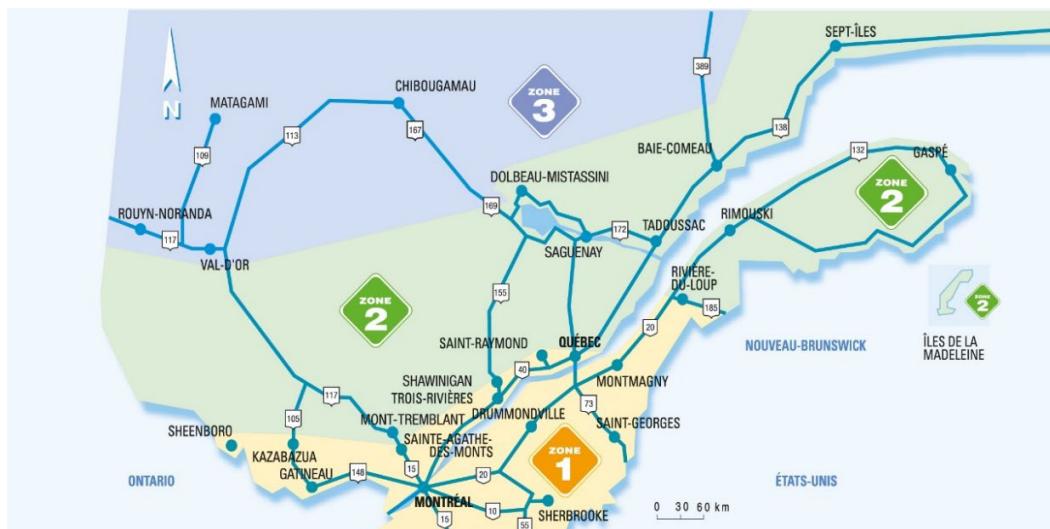 SEPT-ÎLES
389
CHIBOUGAMAU
ZONE
3
MATAGAMI
N
113
167
138
109
BAIE-COMEAU
132
GASPÉ
DOLBEAU-MISTASSINI
ZONE
2
ROUYN-NORANDA
169
RIMOUSKI
117
172
TADOUSSAC
VAL-D'OR
SAGUENAY
RIVIÈRE-
DU-LOUP
155
ZONE
2
185
ZONE
2
20
SAINT-RAYMOND
QUÉBEC
NOUVEAU-BRUNSWICK
ÎLES DE LA
MADELEINE
40
MONTMAGNY
SHAWINIGAN
TROIS-RIVIÈRES
117
73
105
MONT-TREMBLANT
DRUMMONDVILLE
SAINT-GEORGES
SHEENBORO
SAINTE-AGATHE-
DES-MONTS
KAZABAZUA
ZONE
1
GATINEAU
148
15
20
ONTARIO
ÉTATS-UNIS
MONTRÉAL
10
SHERBROOKE
0 30 60 km
15
55